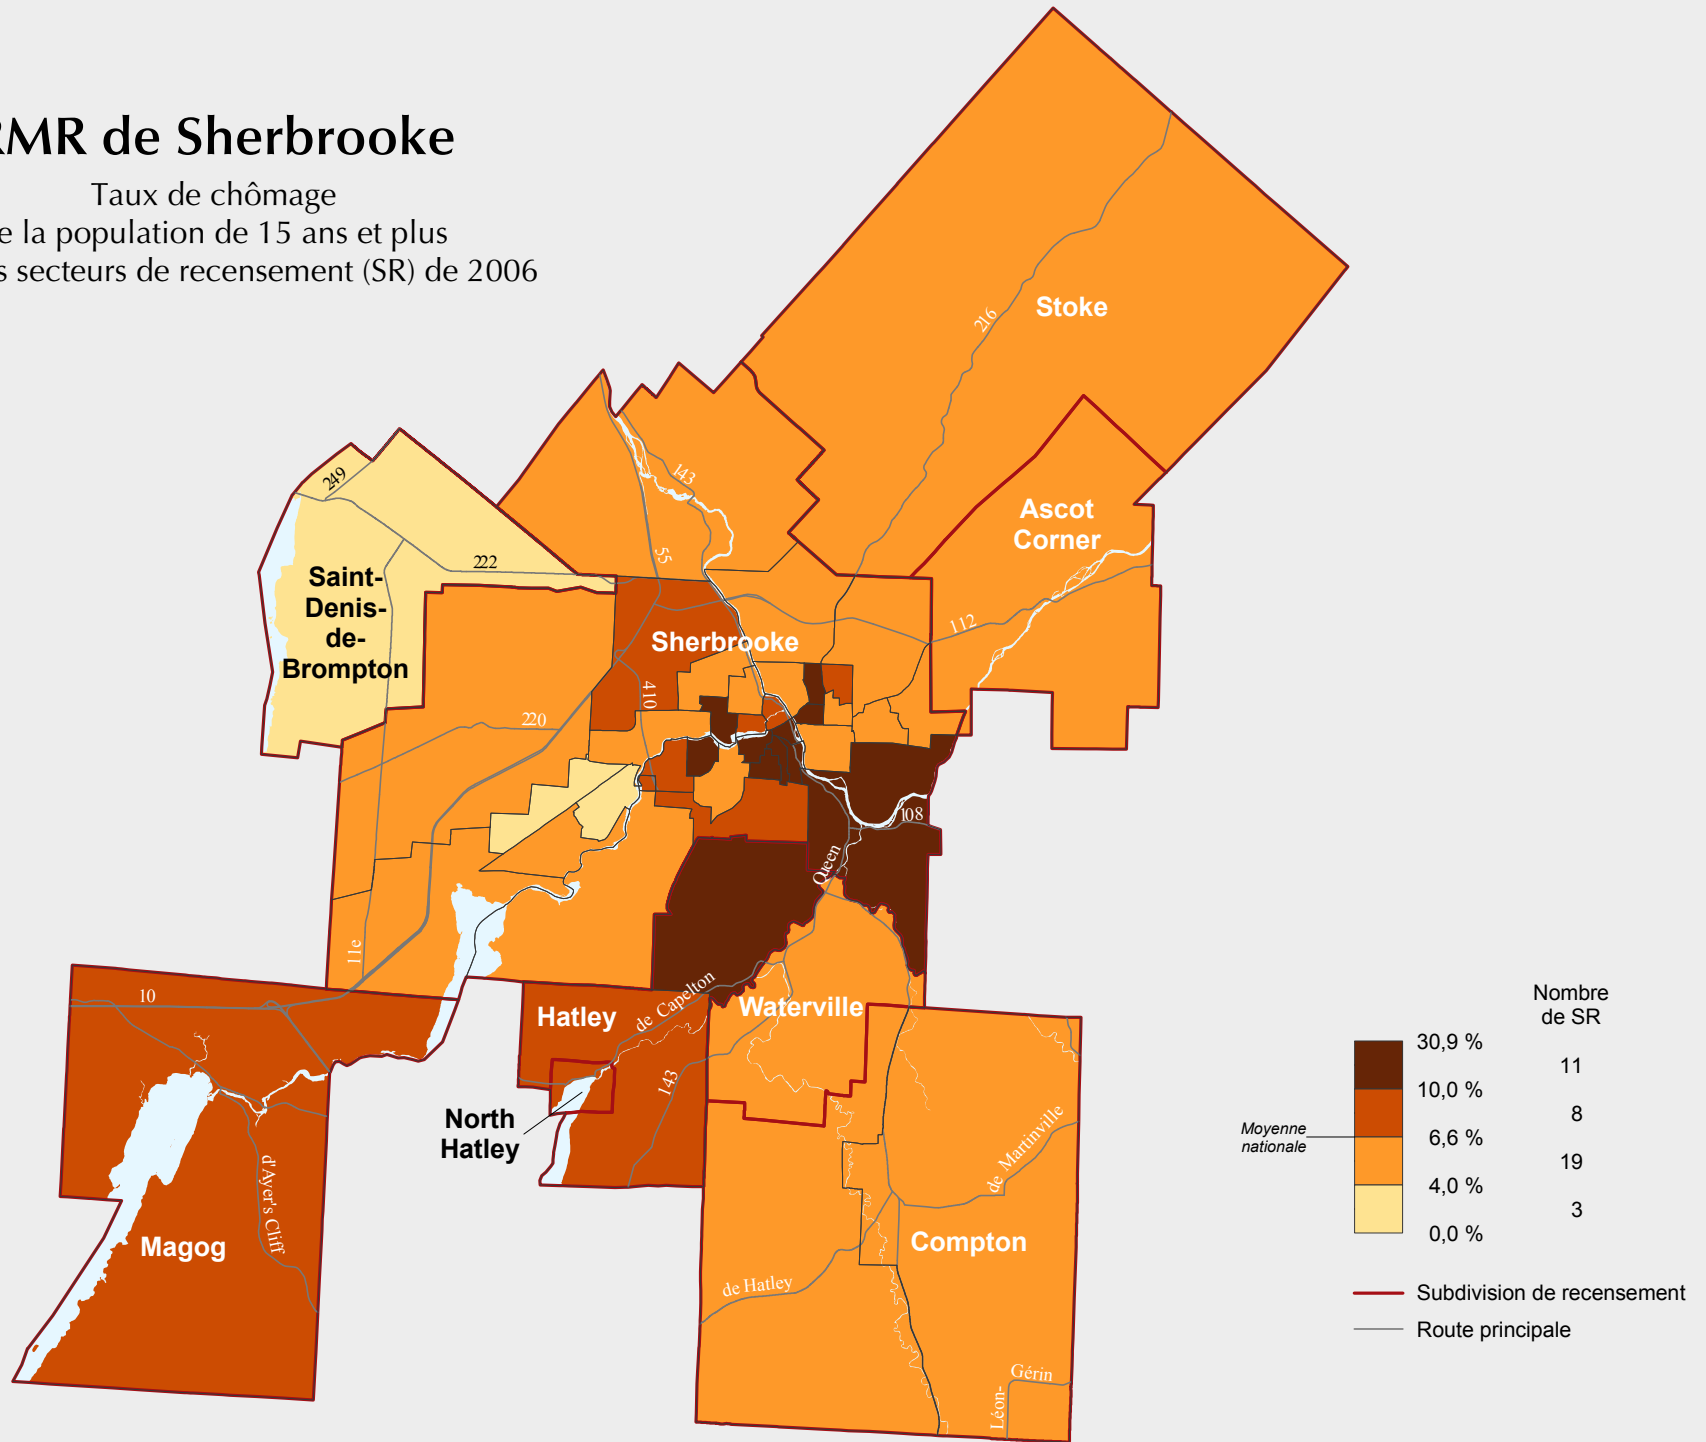 RMR de Sherbrooke
Taux de chômage
e la population de 15 ans et plus
s secteurs de recensement (SR) de 2006
Stoke
216
143
Ascot
Corner
249
55
222
Saint-
Denis-
de-
Brompton
112
Sherbrooke
410
220
108
Queen
11e
10
Hatley
de Capelton
Waterville
143
North
Hatley
de Martinville
d'Ayer's Cliff
Magog
Compton
de Hatley
Gérin
Léon-
Nombre
de SR
30,9 %
11
10,0 %
8
Moyenne
nationale
6,6 %
19
4,0 %
3
0,0 %
Subdivision de recensement
Route principale